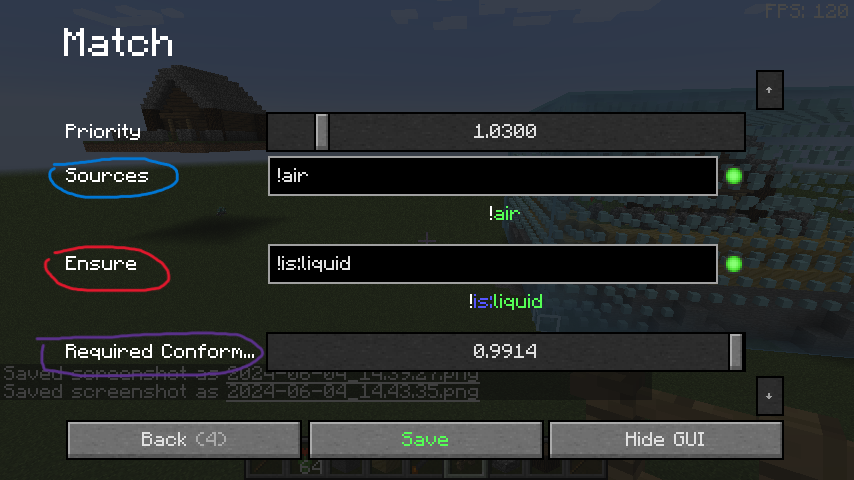 FPS: 120
Match
↑
Priority 1.0300
Sources !air
!air
Ensure !is:liquid
!is:liquid
Required Conform... 0.9914
Saved screenshot as 2024-06-04_14.39.27.png
Saved screenshot as 2024-06-04_14.43.35.png
↓
Back (4) Save Hide GUI
64